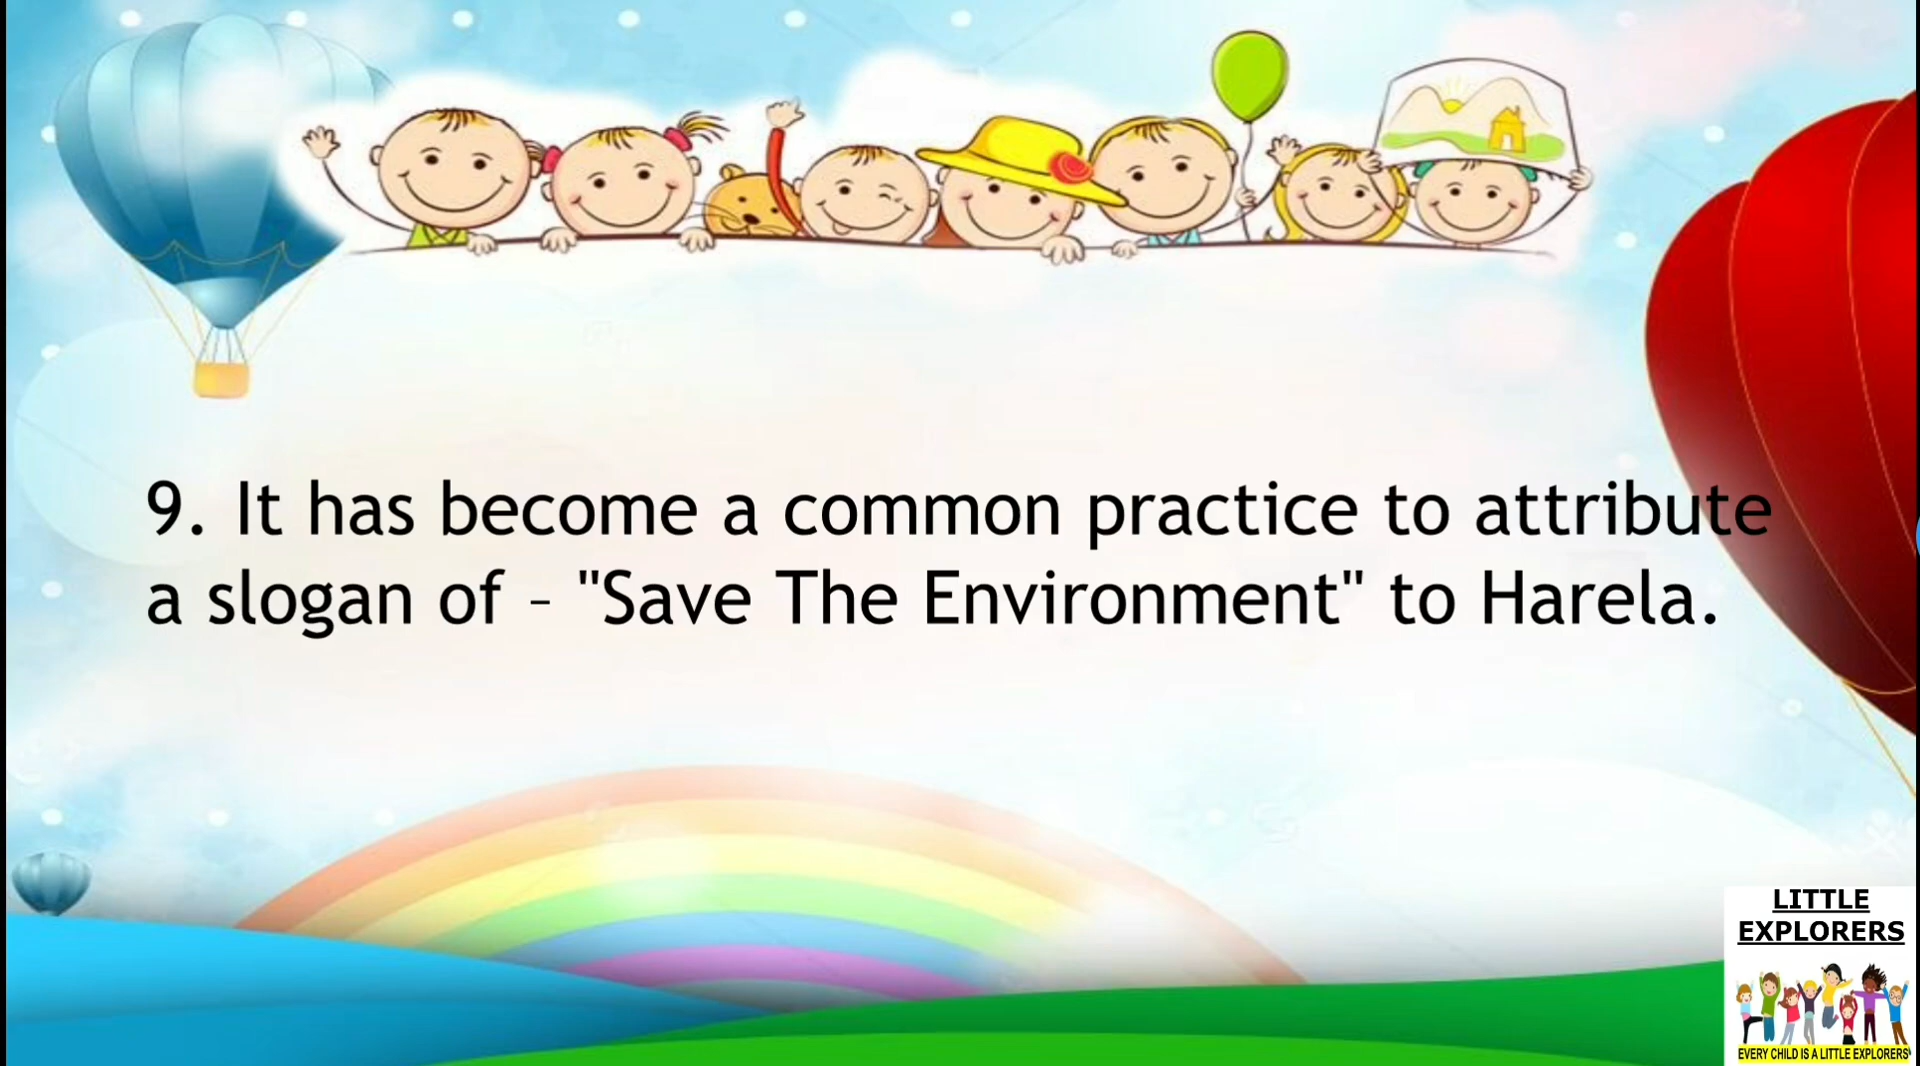 9. It has become a common practice to attribute
a slogan of – "Save The Environment" to Harela.
LITTLE
EXPLORERS
EVERY CHILD IS A LITTLE EXPLORERS